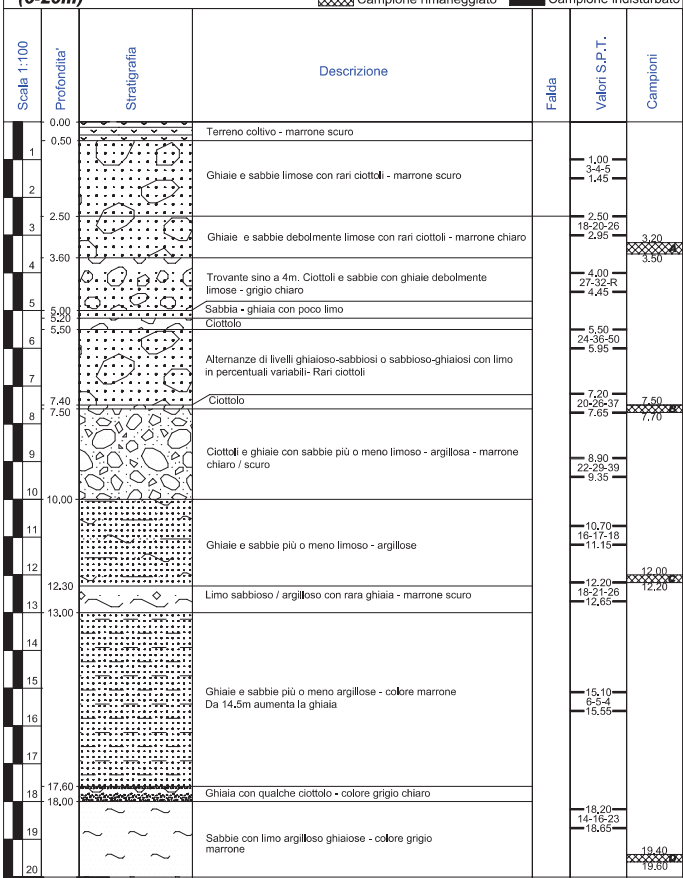 (0-20m)
Campione rimaneggiato
Campione indisturbato
Scala 1:100
Profondita'
Stratigrafia
Descrizione
Falda
Valori S.P.T.
Campioni
0.00
Terreno coltivo - marrone scuro
0,50
1
1,00
3-4-5
1.45
Ghiaie e sabbie limose con rari ciottoli - marrone scuro
2
2.50
2.50
18-20-26
2.95
3
Ghiaie e sabbie debolmente limose con rari ciottoli - marrone chiaro
3.20
A
3.50
3.60
4
4,00
27-32-R
4.45
Trovante sino a 4m. Ciottoli e sabbie con ghiaie debolmente
limose - grigio chiaro
5
5.00
Sabbia - ghiaia con poco limo
5.20
Ciottolo
5,50
5,50
24-36-50
5.95
6
Alternanze di livelli ghiaioso-sabbiosi o sabbioso-ghiaiosi con limo
in percentuali variabili- Rari ciottoli
7
7.20
20-26-37
7.65
7.40
Ciottolo
7.50
7.50
B
7.70
8
Ciottoli e ghiaie con sabbie più o meno limoso - argillosa - marrone
chiaro / scuro
9
8.90
22-29-39
9.35
10
10,00
11
10.70
16-17-18
11.15
Ghiaie e sabbie più o meno limoso - argillose
12
12.00
C
12.20
12.30
12.20
18-21-26
12.65
Limo sabbioso / argilloso con rara ghiaia - marrone scuro
13
13.00
14
15
15.10
6-5-4
15.55
Ghiaie e sabbie più o meno argillose - colore marrone
Da 14.5m aumenta la ghiaia
16
17
17.60
18
Ghiaia con qualche ciottolo - colore grigio chiaro
18,00
18.20
14-16-23
18.65
19
Sabbie con limo argilloso ghiaiose - colore grigio
marrone
19.40
D
19.60
20